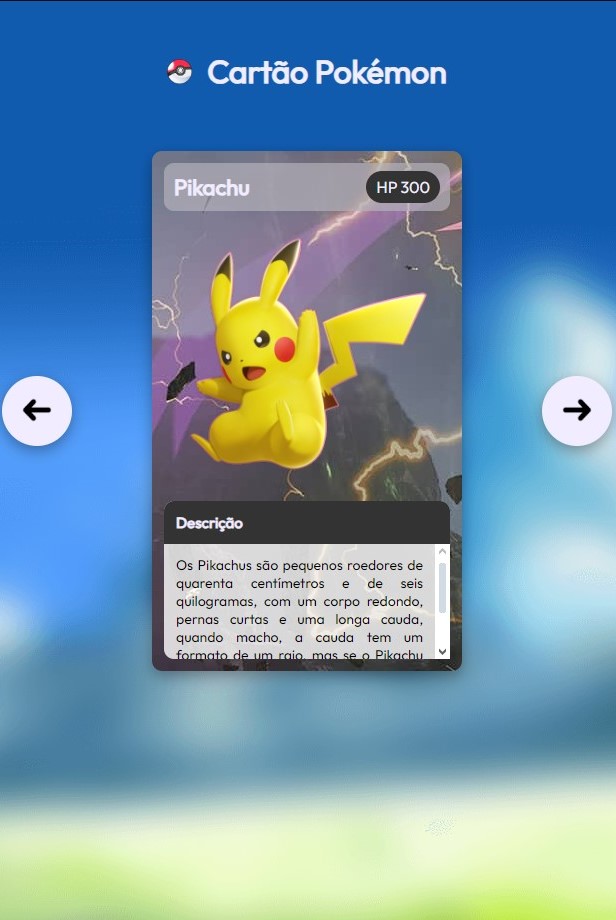 Cartão Pokémon
Pikachu
HP 300
Descrição
Os Pikachus são pequenos roedores de
quarenta centímetros e de seis
quilogramas, com um corpo redondo,
pernas curtas e uma longa cauda,
quando macho, a cauda tem um
formato de um raio, mas se o Pikachu